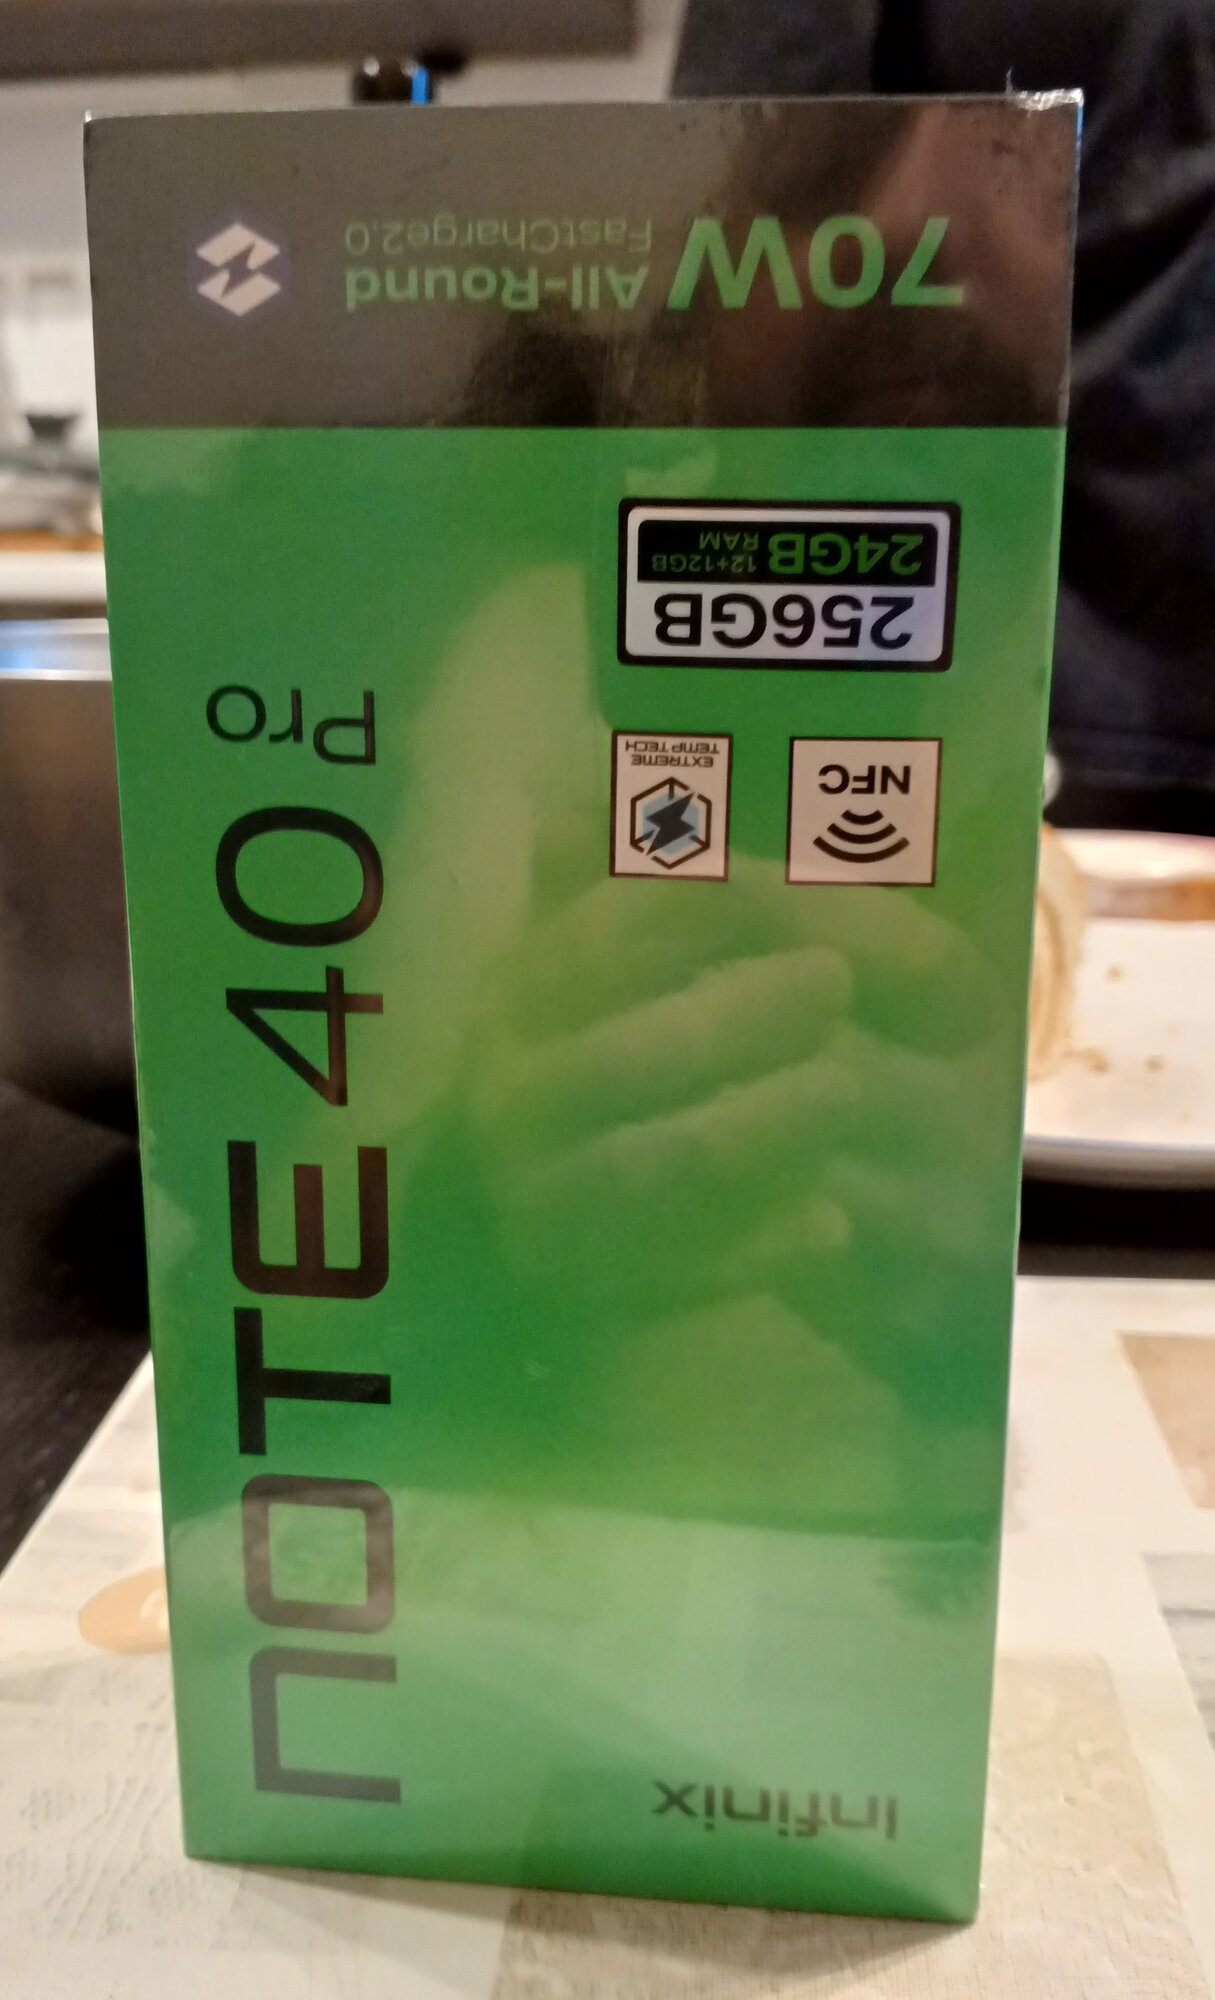 Infinix
NOTE 40 Pro
NFC
EXTREME
TEMP TECH
256GB
24GB 12+12GB
RAM
70W All-Round
FastCharge2.0